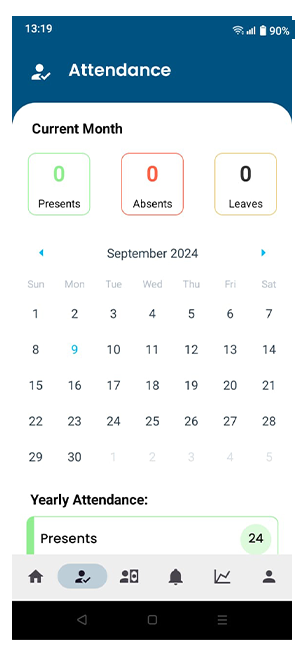 13:19 90%
Attendance
Current Month
0 0 0
Presents Absents Leaves
September 2024
Sun Mon Tue Wed Thu Fri Sat
1 2 3 4 5 6 7
8 9 10 11 12 13 14
15 16 17 18 19 20 21
22 23 24 25 26 27 28
29 30 1 2 3 4 5
Yearly Attendance:
Presents 24